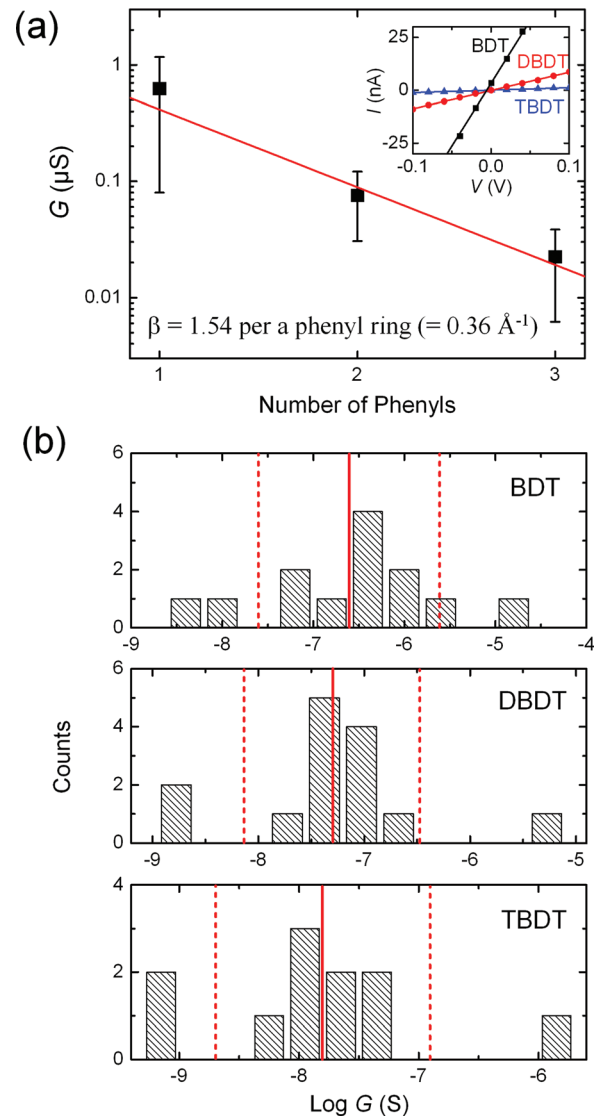 (a)
G (μS)
1
0.1
0.01
1 2 3
Number of Phenyls
β = 1.54 per a phenyl ring (= 0.36 Å⁻¹)
I (nA)
25
0
-25
-0.1 0.0 0.1
V (V)
BDT
DBDT
TBDT
(b)
Counts
6
4
2
0
BDT
-9 -8 -7 -6 -5 -4
6
4
2
0
DBDT
-9 -8 -7 -6 -5
4
2
0
TBDT
-9 -8 -7 -6
Log G (S)